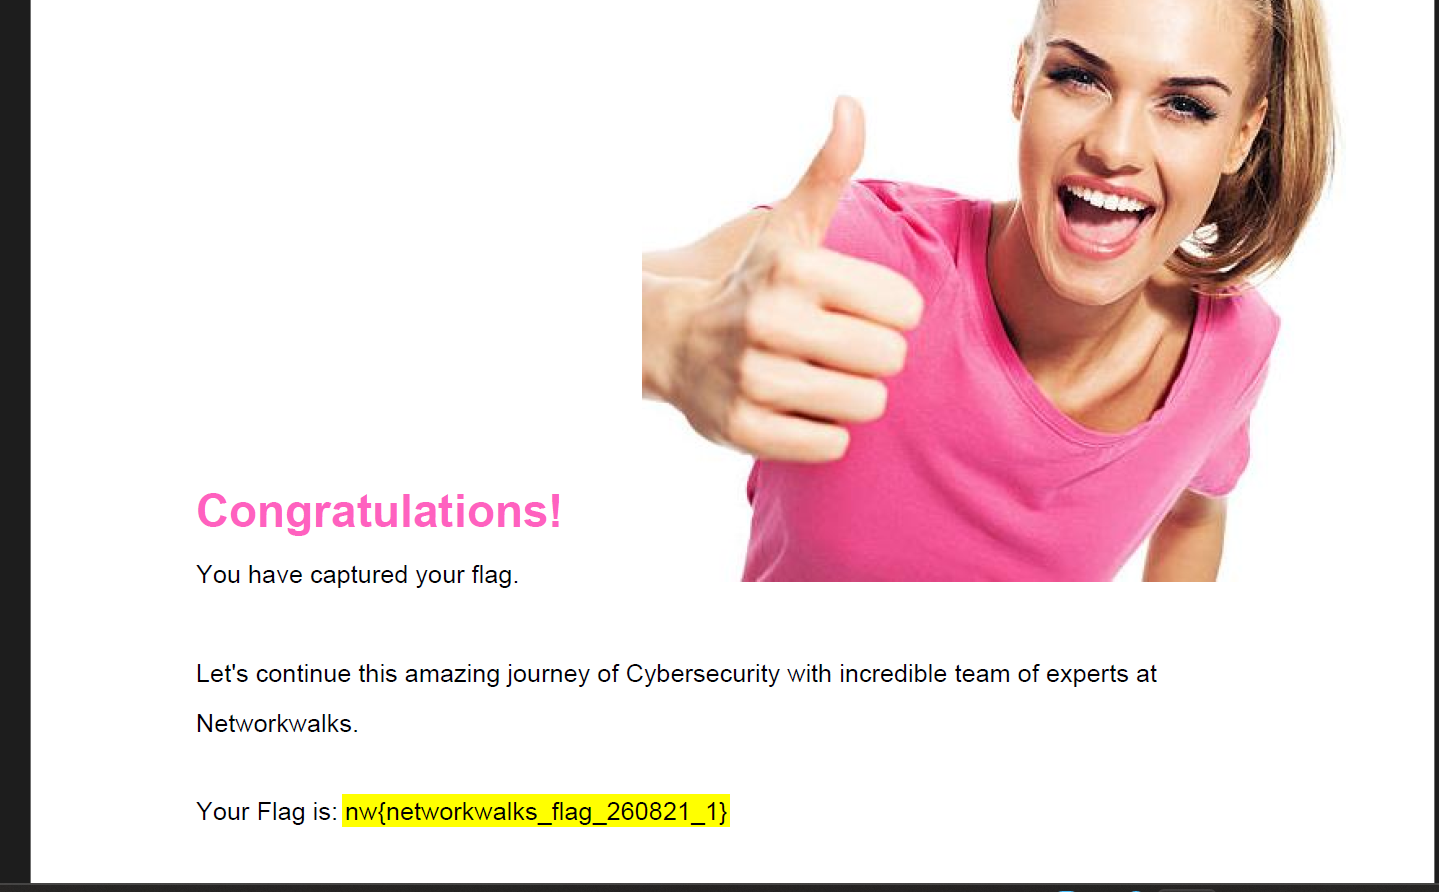 Congratulations!
You have captured your flag.
Let's continue this amazing journey of Cybersecurity with incredible team of experts at
Networkwalks.
Your Flag is: nw{networkwalks_flag_260821_1}